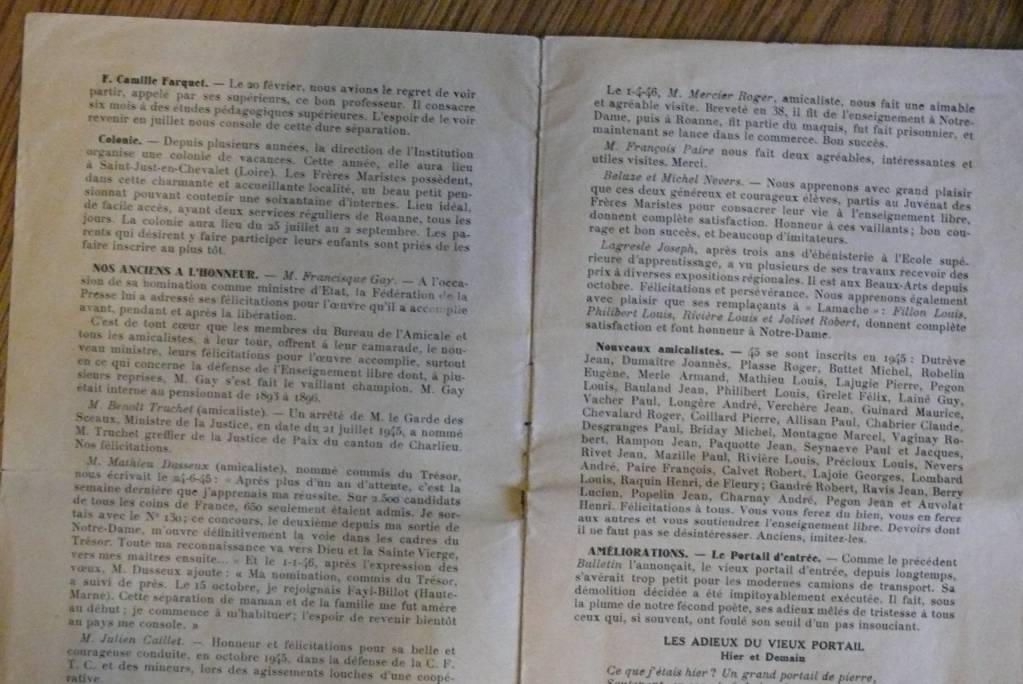 F. Camille Farquet. — Le 20 février, nous avions le regret de voir
partir, appelé par ses supérieurs, ce bon professeur. Il consacre
six mois à des études pédagogiques supérieures. L'espoir de le voir
revenir en juillet nous console de cette dure séparation.
Colonie. — Depuis plusieurs années, la direction de l'Institution
organise une colonie de vacances. Cette année, elle aura lieu
à Saint-Just-en-Chevalet (Loire). Les Frères Maristes possèdent,
dans cette charmante et accueillante localité, un beau petit pen-
sionnat pouvant contenir une soixantaine d'internes. Lieu idéal,
de facile accès, ayant deux services réguliers de Roanne, tous les
jours. La colonie aura lieu du 25 juillet au 2 septembre. Les pa-
rents qui désirent y faire participer leurs enfants sont priés de les
faire inscrire au plus tôt.
NOS ANCIENS A L'HONNEUR. — M. Francisque Gay. — A l'occa-
sion de sa nomination comme ministre d'Etat, la Fédération de la
Presse lui a adressé ses félicitations pour l'œuvre qu'il a accomplie
avant, pendant et après la libération.
C'est de tout cœur que les membres du Bureau de l'Amicale et
tous les amicalistes, à leur tour, offrent à leur camarade, le nou-
veau ministre, leurs félicitations pour l'œuvre accomplie, surtout
en ce qui concerne la défense de l'Enseignement libre dont, à plu-
sieurs reprises, M. Gay s'est fait le vaillant champion. M. Gay
était interne au pensionnat de 1893 à 1896.
M. Benoît Truchet (amicaliste). — Un arrêté de M. le Garde des
Sceaux, Ministre de la Justice, en date du 21 juillet 1945, a nommé
M. Truchet greffier de la Justice de Paix du canton de Charlieu.
Nos félicitations.
M. Mathieu Dusseux (amicaliste), nommé commis du Trésor,
nous écrivait le 24-6-45 : « Après plus d'un an d'attente, c'est la
semaine dernière que j'apprenais ma réussite. Sur 2.500 candidats
de tous les coins de France, 650 seulement étaient admis. Je sor-
tais avec le N° 130; ce concours, le deuxième depuis ma sortie de
Notre-Dame, m'ouvre définitivement la voie dans les cadres du
Trésor. Toute ma reconnaissance va vers Dieu et la Sainte Vierge,
vers mes maîtres ensuite... » Et le 1-1-46, après l'expression des
vœux, M. Dusseux ajoute : « Ma nomination, commis du Trésor,
a suivi de près. Le 15 octobre, je rejoignais Fayl-Billot (Haute-
Marne). Cette séparation de maman et de la famille me fut amère
au début ; je commence à m'habituer; l'espoir de revenir bientôt
au pays me console. »
M. Julien Caillet. — Honneur et félicitations pour sa belle et
courageuse conduite, en octobre 1945, dans la défense de la C. F.
T. C. et des mineurs, lors des agissements louches d'une coopé-
rative.
Le 1-4-46, M. Mercier Roger, amicaliste, nous fait une aimable
et agréable visite. Breveté en 38, il fit de l'enseignement à Notre-
Dame, puis à Roanne, fit partie du maquis, fut fait prisonnier, et
maintenant se lance dans le commerce. Bon succès.
M. François Paire nous fait deux agréables, intéressantes et
utiles visites. Merci.
Beluze et Michel Nevers. — Nous apprenons avec grand plaisir
que ces deux généreux et courageux élèves, partis au Juvénat des
Frères Maristes pour consacrer leur vie à l'enseignement libre,
donnent complète satisfaction. Honneur à ces vaillants ; bon cou-
rage et bon succès, et beaucoup d'imitateurs.
Lagresle Joseph, après trois ans d'ébénisterie à l'Ecole supé-
rieure d'apprentissage, a vu plusieurs de ses travaux recevoir des
prix à diverses expositions régionales. Il est aux Beaux-Arts depuis
octobre. Félicitations et persévérance. Nous apprenons également
avec plaisir que ses remplaçants à « Lamache » : Fillon Louis,
Philibert Louis, Rivière Louis et Jolivet Robert, donnent complète
satisfaction et font honneur à Notre-Dame.
Nouveaux amicalistes. — 45 se sont inscrits en 1945 : Dutrève
Jean, Dumaître Joannès, Plasse Roger, Buttet Michel, Robelin
Eugène, Merle Armand, Mathieu Louis, Lajugie Pierre, Pegon
Louis, Bauland Jean, Philibert Louis, Grelet Félix, Lainé Guy,
Vacher Paul, Longère André, Verchère Jean, Guinard Maurice,
Chevalard Roger, Coillard Pierre, Allisan Paul, Chabrier Claude,
Desgranges Paul, Briday Michel, Montagne Marcel, Vaginay Ro-
bert, Rampon Jean, Paquotte Jean, Seynaeve Paul et Jacques,
Rivet Jean, Mazille Paul, Rivière Louis, Précloux Louis, Nevers
André, Paire François, Calvet Robert, Lajoie Georges, Lombard
Louis, Raquin Henri, de Fleury ; Gandré Robert, Ravis Jean, Berry
Lucien, Popelin Jean, Charnay André, Pegon Jean et Auvolat
Henri. Félicitations à tous. Vous vous ferez du bien, vous en ferez
aux autres et vous soutiendrez l'enseignement libre. Devoirs dont
il ne faut pas se désintéresser. Anciens, imitez-les.
AMÉLIORATIONS. — Le Portail d'entrée. — Comme le précédent
Bulletin l'annonçait, le vieux portail d'entrée, depuis longtemps,
s'avérait trop petit pour les modernes camions de transport. Sa
démolition décidée a été impitoyablement exécutée. Il fait, sous
la plume de notre fécond poète, ses adieux mêlés de tristesse à tous
ceux qui, si souvent, ont foulé son seuil d'un pas insouciant.
LES ADIEUX DU VIEUX PORTAIL
Hier et Demain
Ce que j'étais hier ? Un grand portail de pierre,